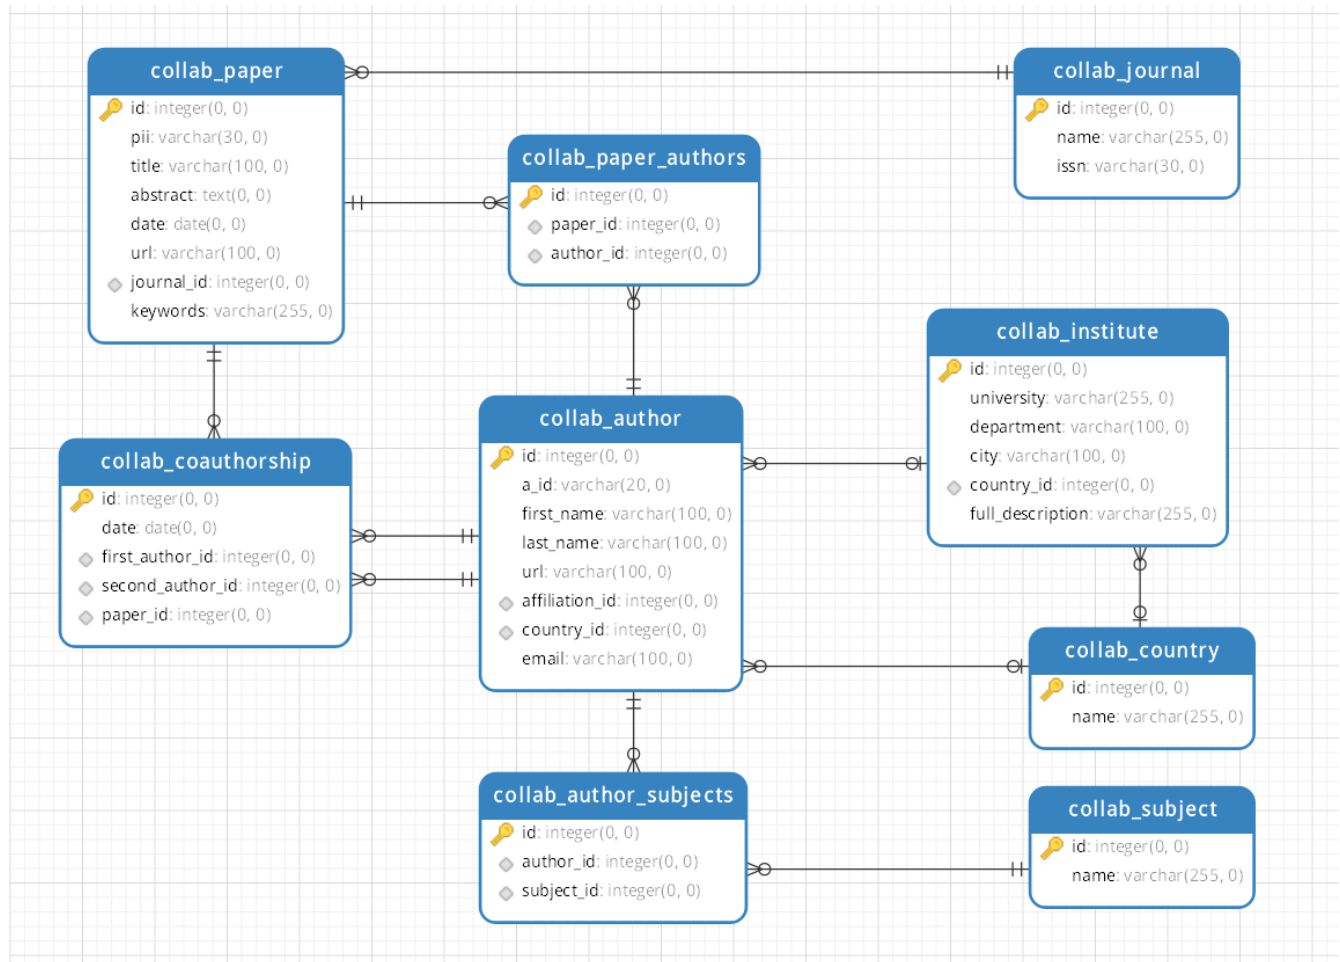 collab_paper
id: integer(0, 0)
pii: varchar(30, 0)
title: varchar(100, 0)
abstract: text(0, 0)
date: date(0, 0)
url: varchar(100, 0)
journal_id: integer(0, 0)
keywords: varchar(255, 0)
collab_journal
id: integer(0, 0)
name: varchar(255, 0)
issn: varchar(30, 0)
collab_paper_authors
id: integer(0, 0)
paper_id: integer(0, 0)
author_id: integer(0, 0)
collab_institute
id: integer(0, 0)
university: varchar(255, 0)
department: varchar(100, 0)
city: varchar(100, 0)
country_id: integer(0, 0)
full_description: varchar(255, 0)
collab_author
id: integer(0, 0)
a_id: varchar(20, 0)
first_name: varchar(100, 0)
last_name: varchar(100, 0)
url: varchar(100, 0)
affiliation_id: integer(0, 0)
country_id: integer(0, 0)
email: varchar(100, 0)
collab_coauthorship
id: integer(0, 0)
date: date(0, 0)
first_author_id: integer(0, 0)
second_author_id: integer(0, 0)
paper_id: integer(0, 0)
collab_country
id: integer(0, 0)
name: varchar(255, 0)
collab_author_subjects
id: integer(0, 0)
author_id: integer(0, 0)
subject_id: integer(0, 0)
collab_subject
id: integer(0, 0)
name: varchar(255, 0)